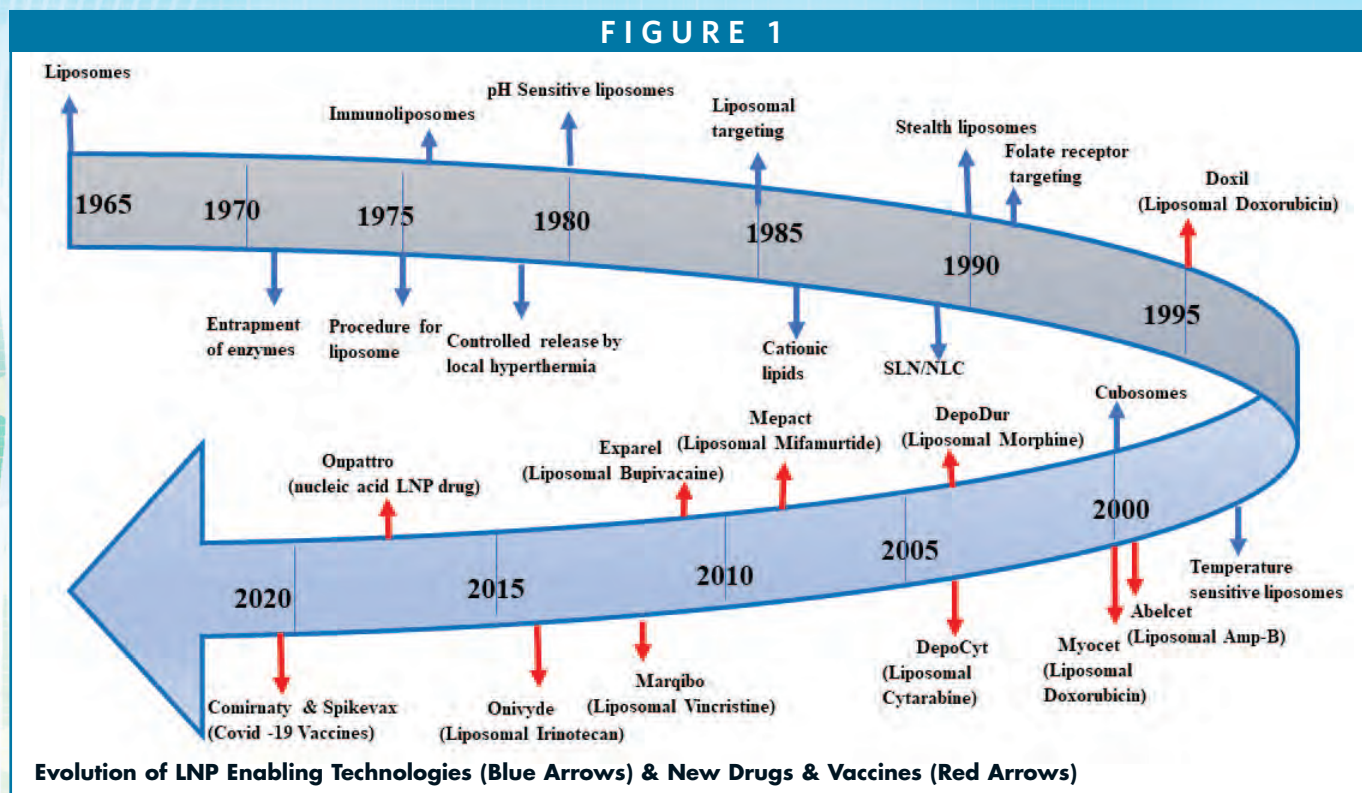 FIGURE 1
Liposomes
Immunoliposomes
pH Sensitive liposomes
Liposomal
targeting
Stealth liposomes
Folate receptor
targeting
Doxil
(Liposomal Doxorubicin)
1965
1970
1975
1980
1985
1990
1995
Entrapment
of enzymes
Procedure for
liposome
Controlled release by
local hyperthermia
Cationic
lipids
SLN/NLC
Cubosomes
DepoDur
(Liposomal Morphine)
Mepact
(Liposomal Mifamurtide)
Exparel
(Liposomal Bupivacaine)
Onpattro
(nucleic acid LNP drug)
2000
2005
2010
2015
2020
Temperature
sensitive liposomes
Abelcet
(Liposomal Amp-B)
Myocet
(Liposomal
Doxorubicin)
DepoCyt
(Liposomal
Cytarabine)
Marqibo
(Liposomal Vincristine)
Onivyde
(Liposomal Irinotecan)
Comirnaty & Spikevax
(Covid -19 Vaccines)
Evolution of LNP Enabling Technologies (Blue Arrows) & New Drugs & Vaccines (Red Arrows)